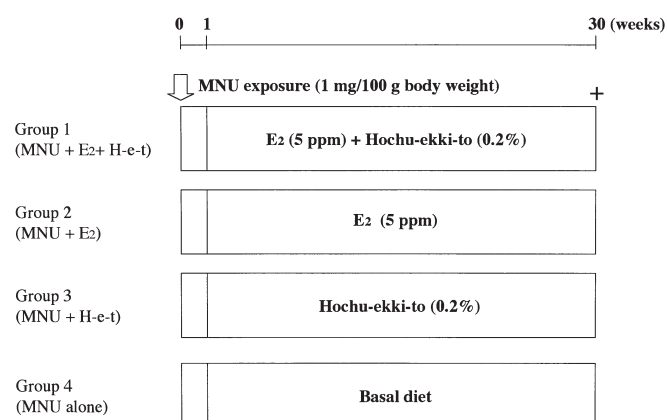 0 1 30 (weeks)
MNU exposure (1 mg/100 g body weight)
+
Group 1
(MNU + E2+ H-e-t)
E2 (5 ppm) + Hochu-ekki-to (0.2%)
Group 2
(MNU + E2)
E2 (5 ppm)
Group 3
(MNU + H-e-t)
Hochu-ekki-to (0.2%)
Group 4
(MNU alone)
Basal diet